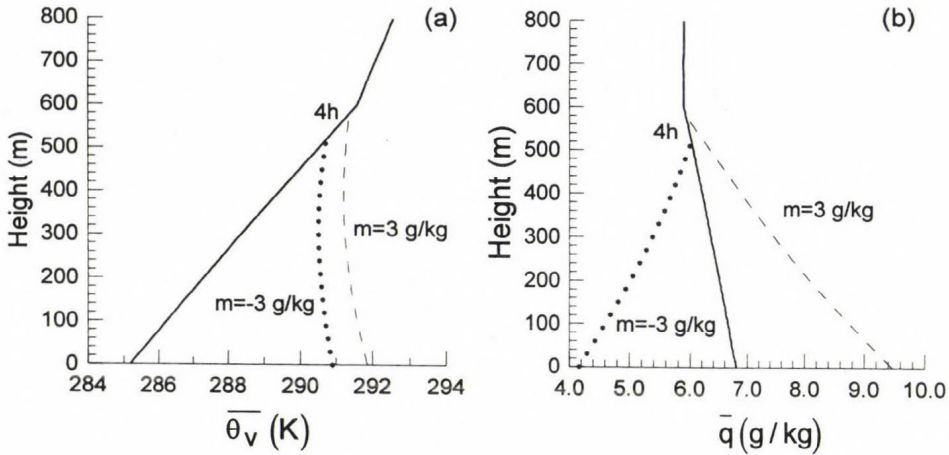 (a)
800
700
600
500
400
300
200
100
0
Height (m)
4h
m=3 g/kg
m=-3 g/kg
284 286 288 290 292 294
θv (K)
(b)
800
700
600
500
400
300
200
100
0
Height (m)
4h
m=3 g/kg
m=-3 g/kg
4.0 5.0 6.0 7.0 8.0 9.0 10.0
q̄ (g/kg)